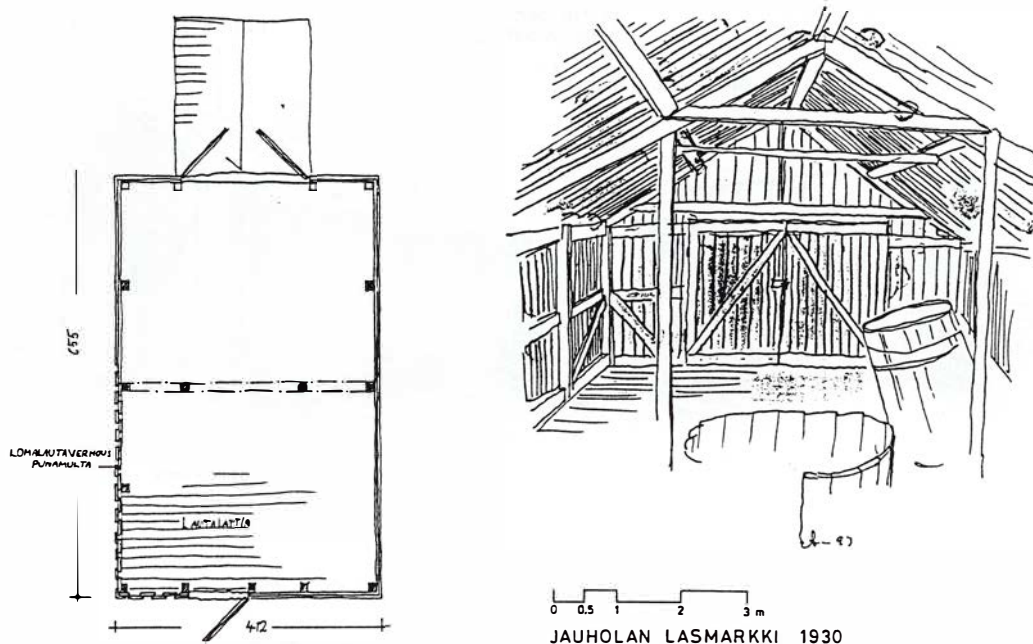 655
LOMALAUTAVERHOUS
PUNAMULTA
LAUTALATTIA
412
0 0.5 1 2 3 m
JAUHOLAN LASMARKKI 1930